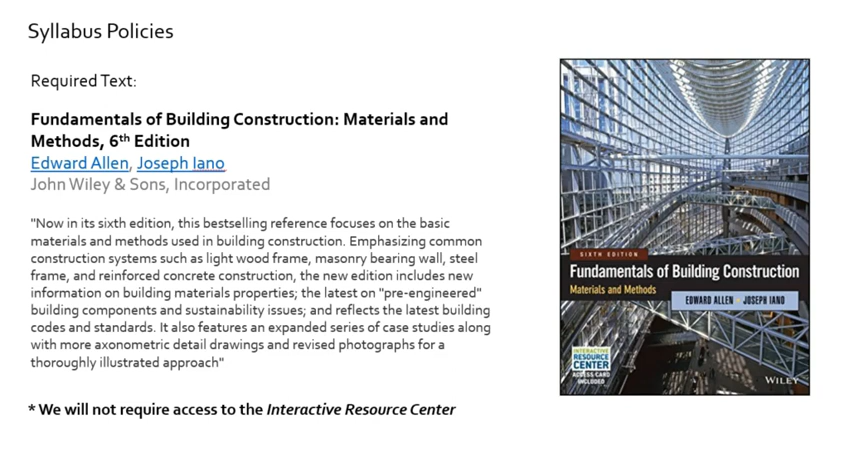 Syllabus Policies
Required Text:
Fundamentals of Building Construction: Materials and
Methods, 6th Edition
Edward Allen, Joseph Iano
John Wiley & Sons, Incorporated
"Now in its sixth edition, this bestselling reference focuses on the basic
materials and methods used in building construction. Emphasizing common
construction systems such as light wood frame, masonry bearing wall, steel
frame, and reinforced concrete construction, the new edition includes new
information on building materials properties; the latest on "pre-engineered"
building components and sustainability issues; and reflects the latest building
codes and standards. It also features an expanded series of case studies along
with more axonometric detail drawings and revised photographs for a
thoroughly illustrated approach"
* We will not require access to the Interactive Resource Center
SIXTH EDITION
Fundamentals of Building Construction
Materials and Methods
EDWARD ALLEN JOSEPH IANO
INTERACTIVE
RESOURCE
CENTER
ACCESS CARD
INCLUDED
WILEY